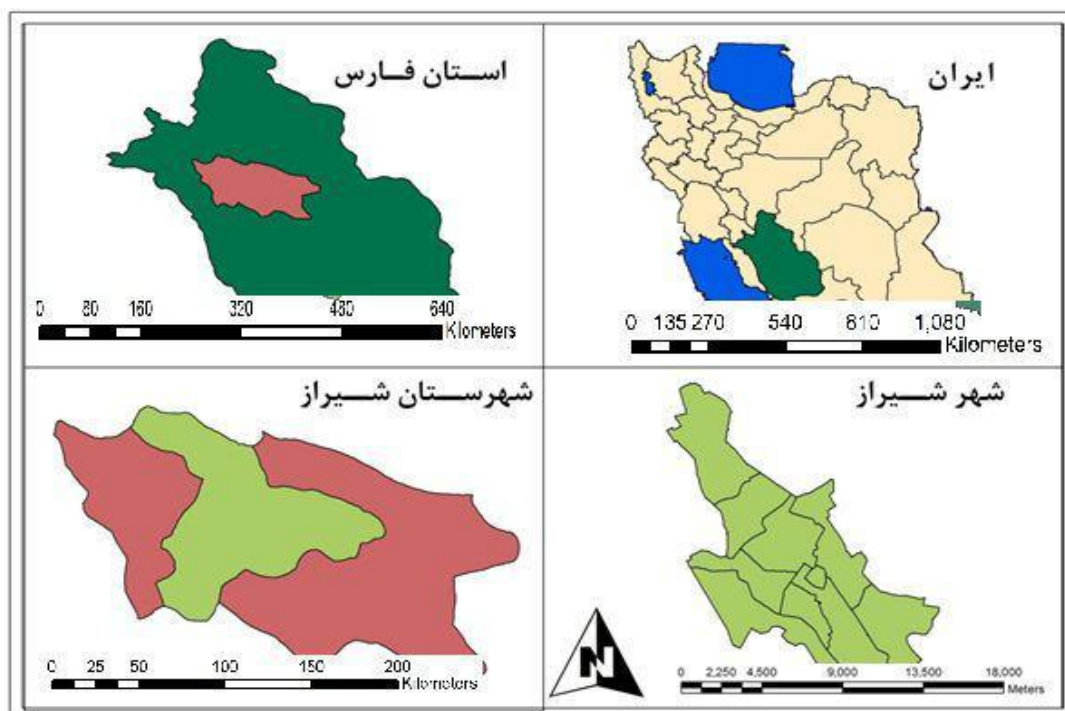 ایران
0 135 270 540 810 1,080
Kilometers
استان فارس
0 80 160 320 480 640
Kilometers
شهر شیراز
N
0 2,250 4,500 9,000 13,500 18,000
Meters
شهرستان شیراز
0 25 50 100 150 200
Kilometers